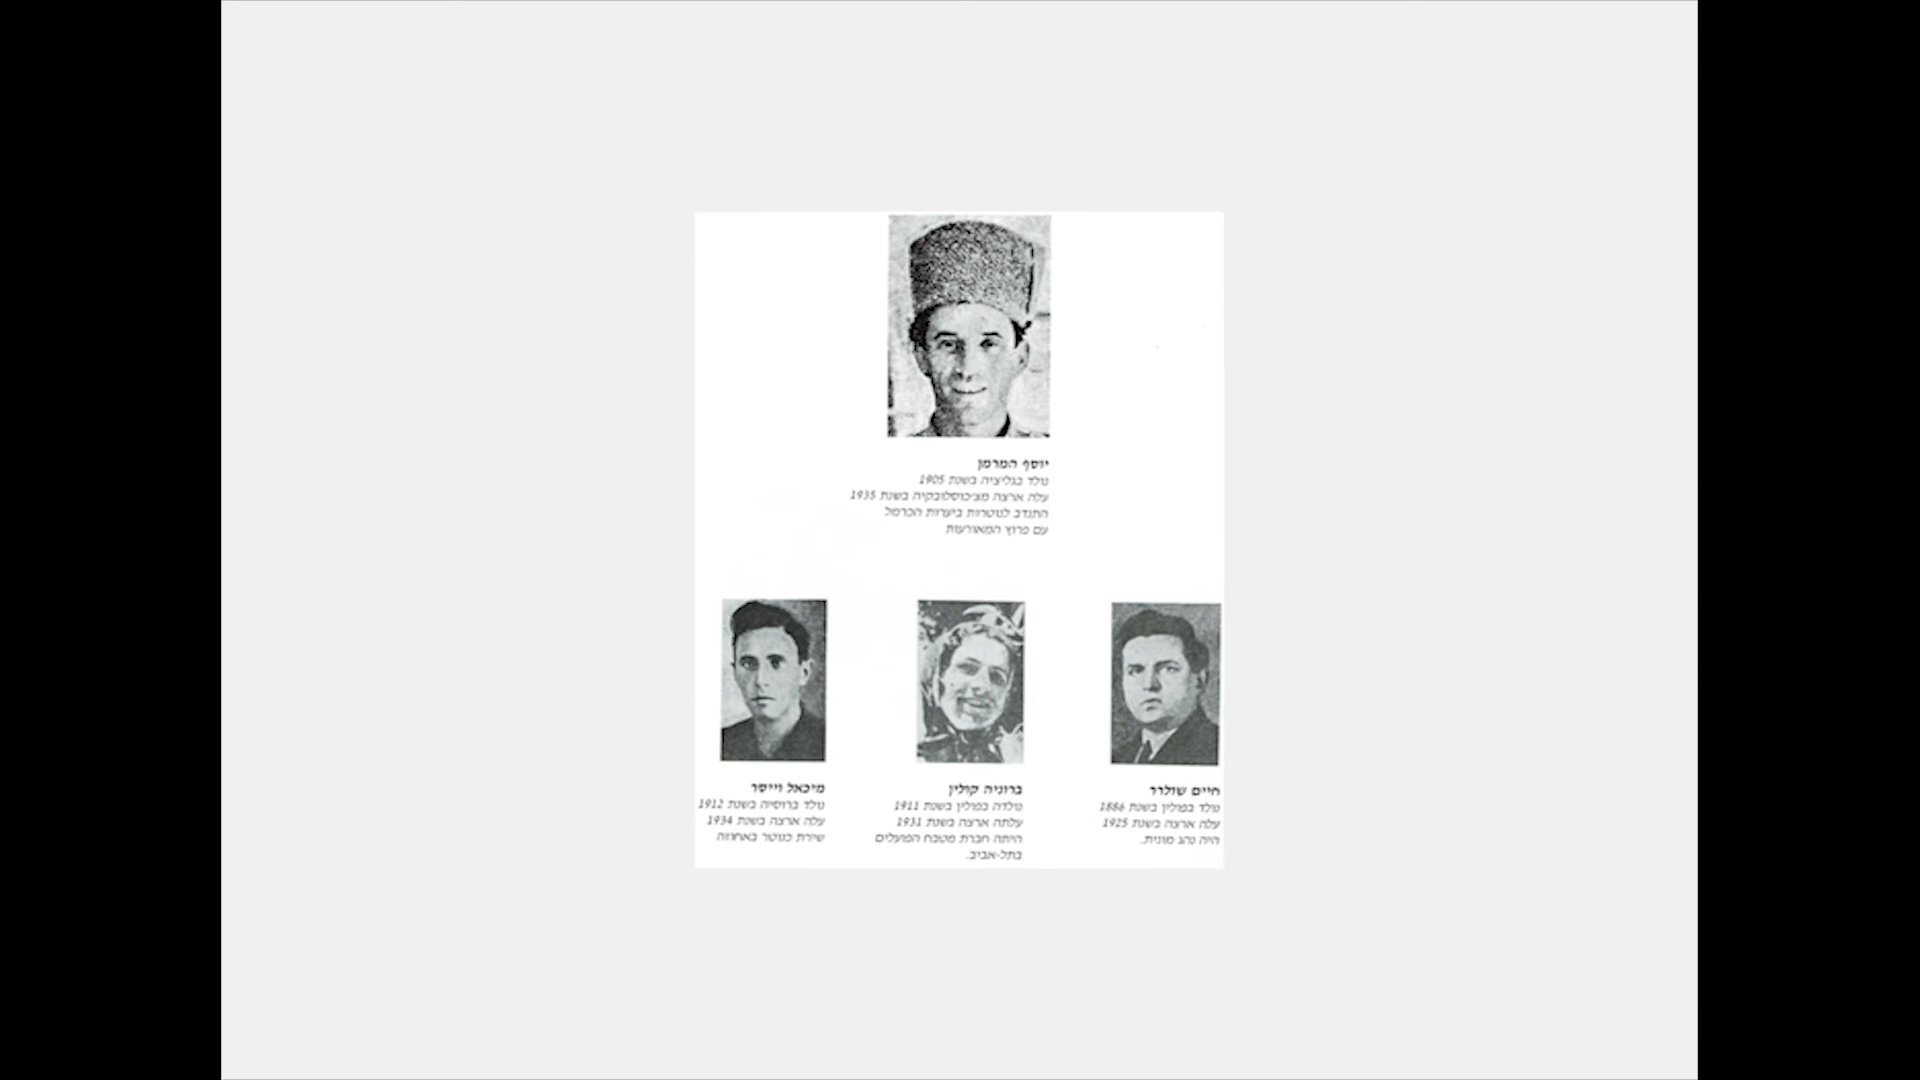 יוסף המרמן
נולד בגליציה בשנת 1905
עלה ארצה מצ׳כוסלובקיה בשנת 1935
התנדב לנוטרות ביערות הכרמל
עם פרוץ המאורעות
חיים שולרר
נולד בפולין בשנת 1886
עלה ארצה בשנת 1925
היה נהג מונית.
ברוניה קולין
נולדה בפולין בשנת 1911
עלתה ארצה בשנת 1931
היתה חברת מטבח הפועלים
בתל-אביב.
מיכאל וייסר
נולד ברוסיה בשנת 1912
עלה ארצה בשנת 1934
שירת כנוטר באחוזה